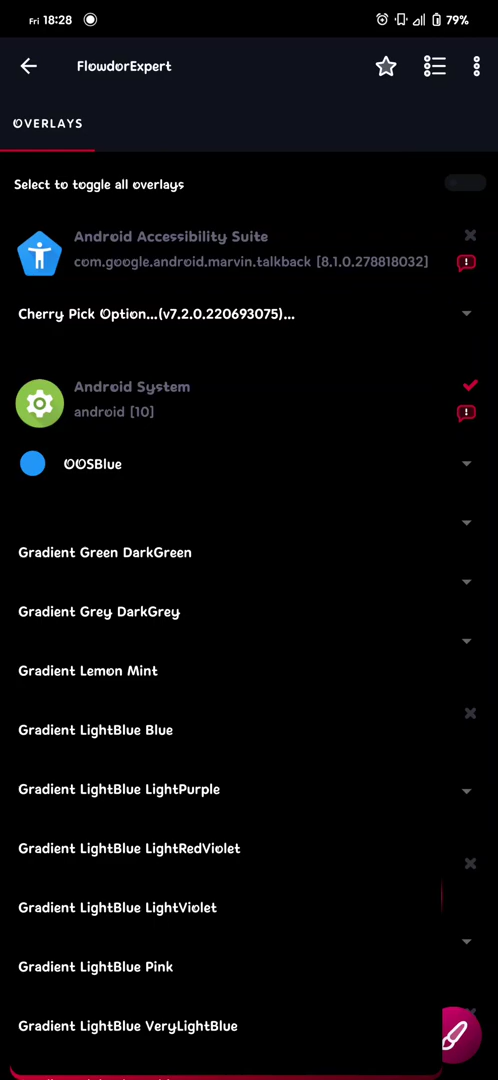 Fri 18:28
79%
FlowdorExpert
OVERLAYS
Select to toggle all overlays
Android Accessibility Suite
com.google.android.marvin.talkback [8.1.0.278818032]
Cherry Pick Option...(v7.2.0.220693075)...
Android System
android [10]
OOSBlue
Gradient Green DarkGreen
Gradient Grey DarkGrey
Gradient Lemon Mint
Gradient LightBlue Blue
Gradient LightBlue LightPurple
Gradient LightBlue LightRedViolet
Gradient LightBlue LightViolet
Gradient LightBlue Pink
Gradient LightBlue VeryLightBlue